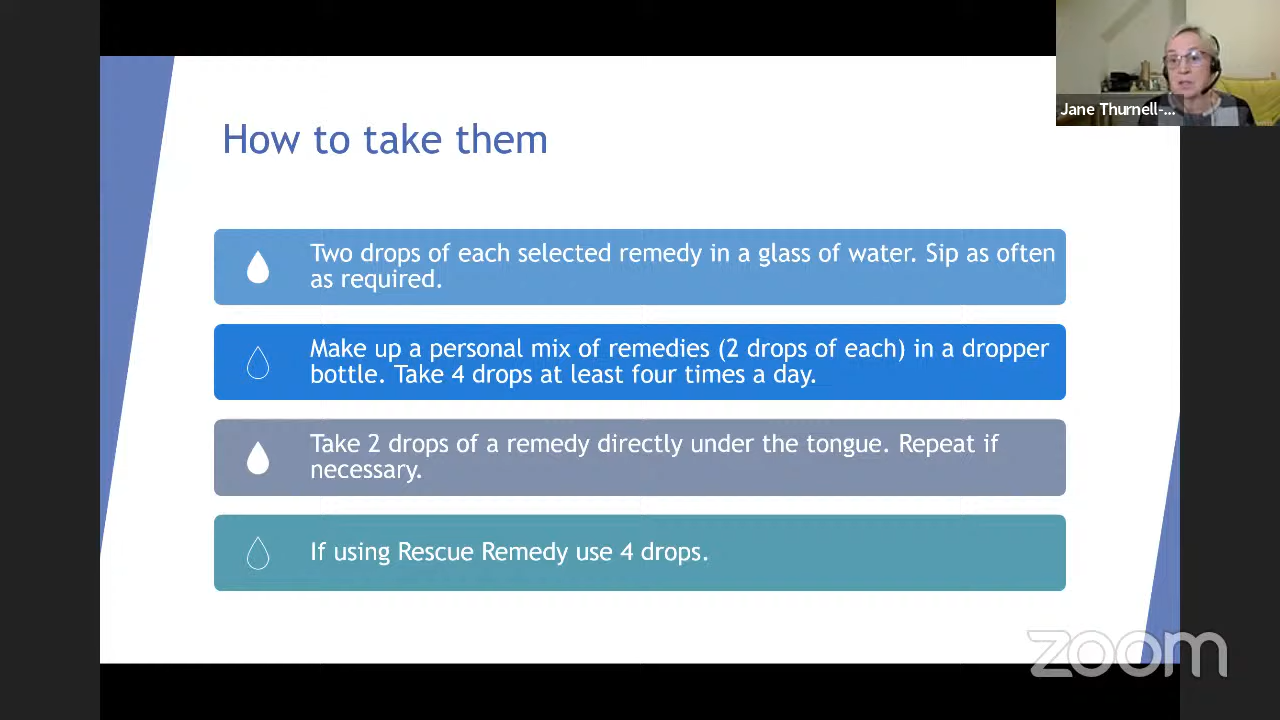 Jane Thurnell-...
How to take them
Two drops of each selected remedy in a glass of water. Sip as often
as required.
Make up a personal mix of remedies (2 drops of each) in a dropper
bottle. Take 4 drops at least four times a day.
Take 2 drops of a remedy directly under the tongue. Repeat if
necessary.
If using Rescue Remedy use 4 drops.
zoom